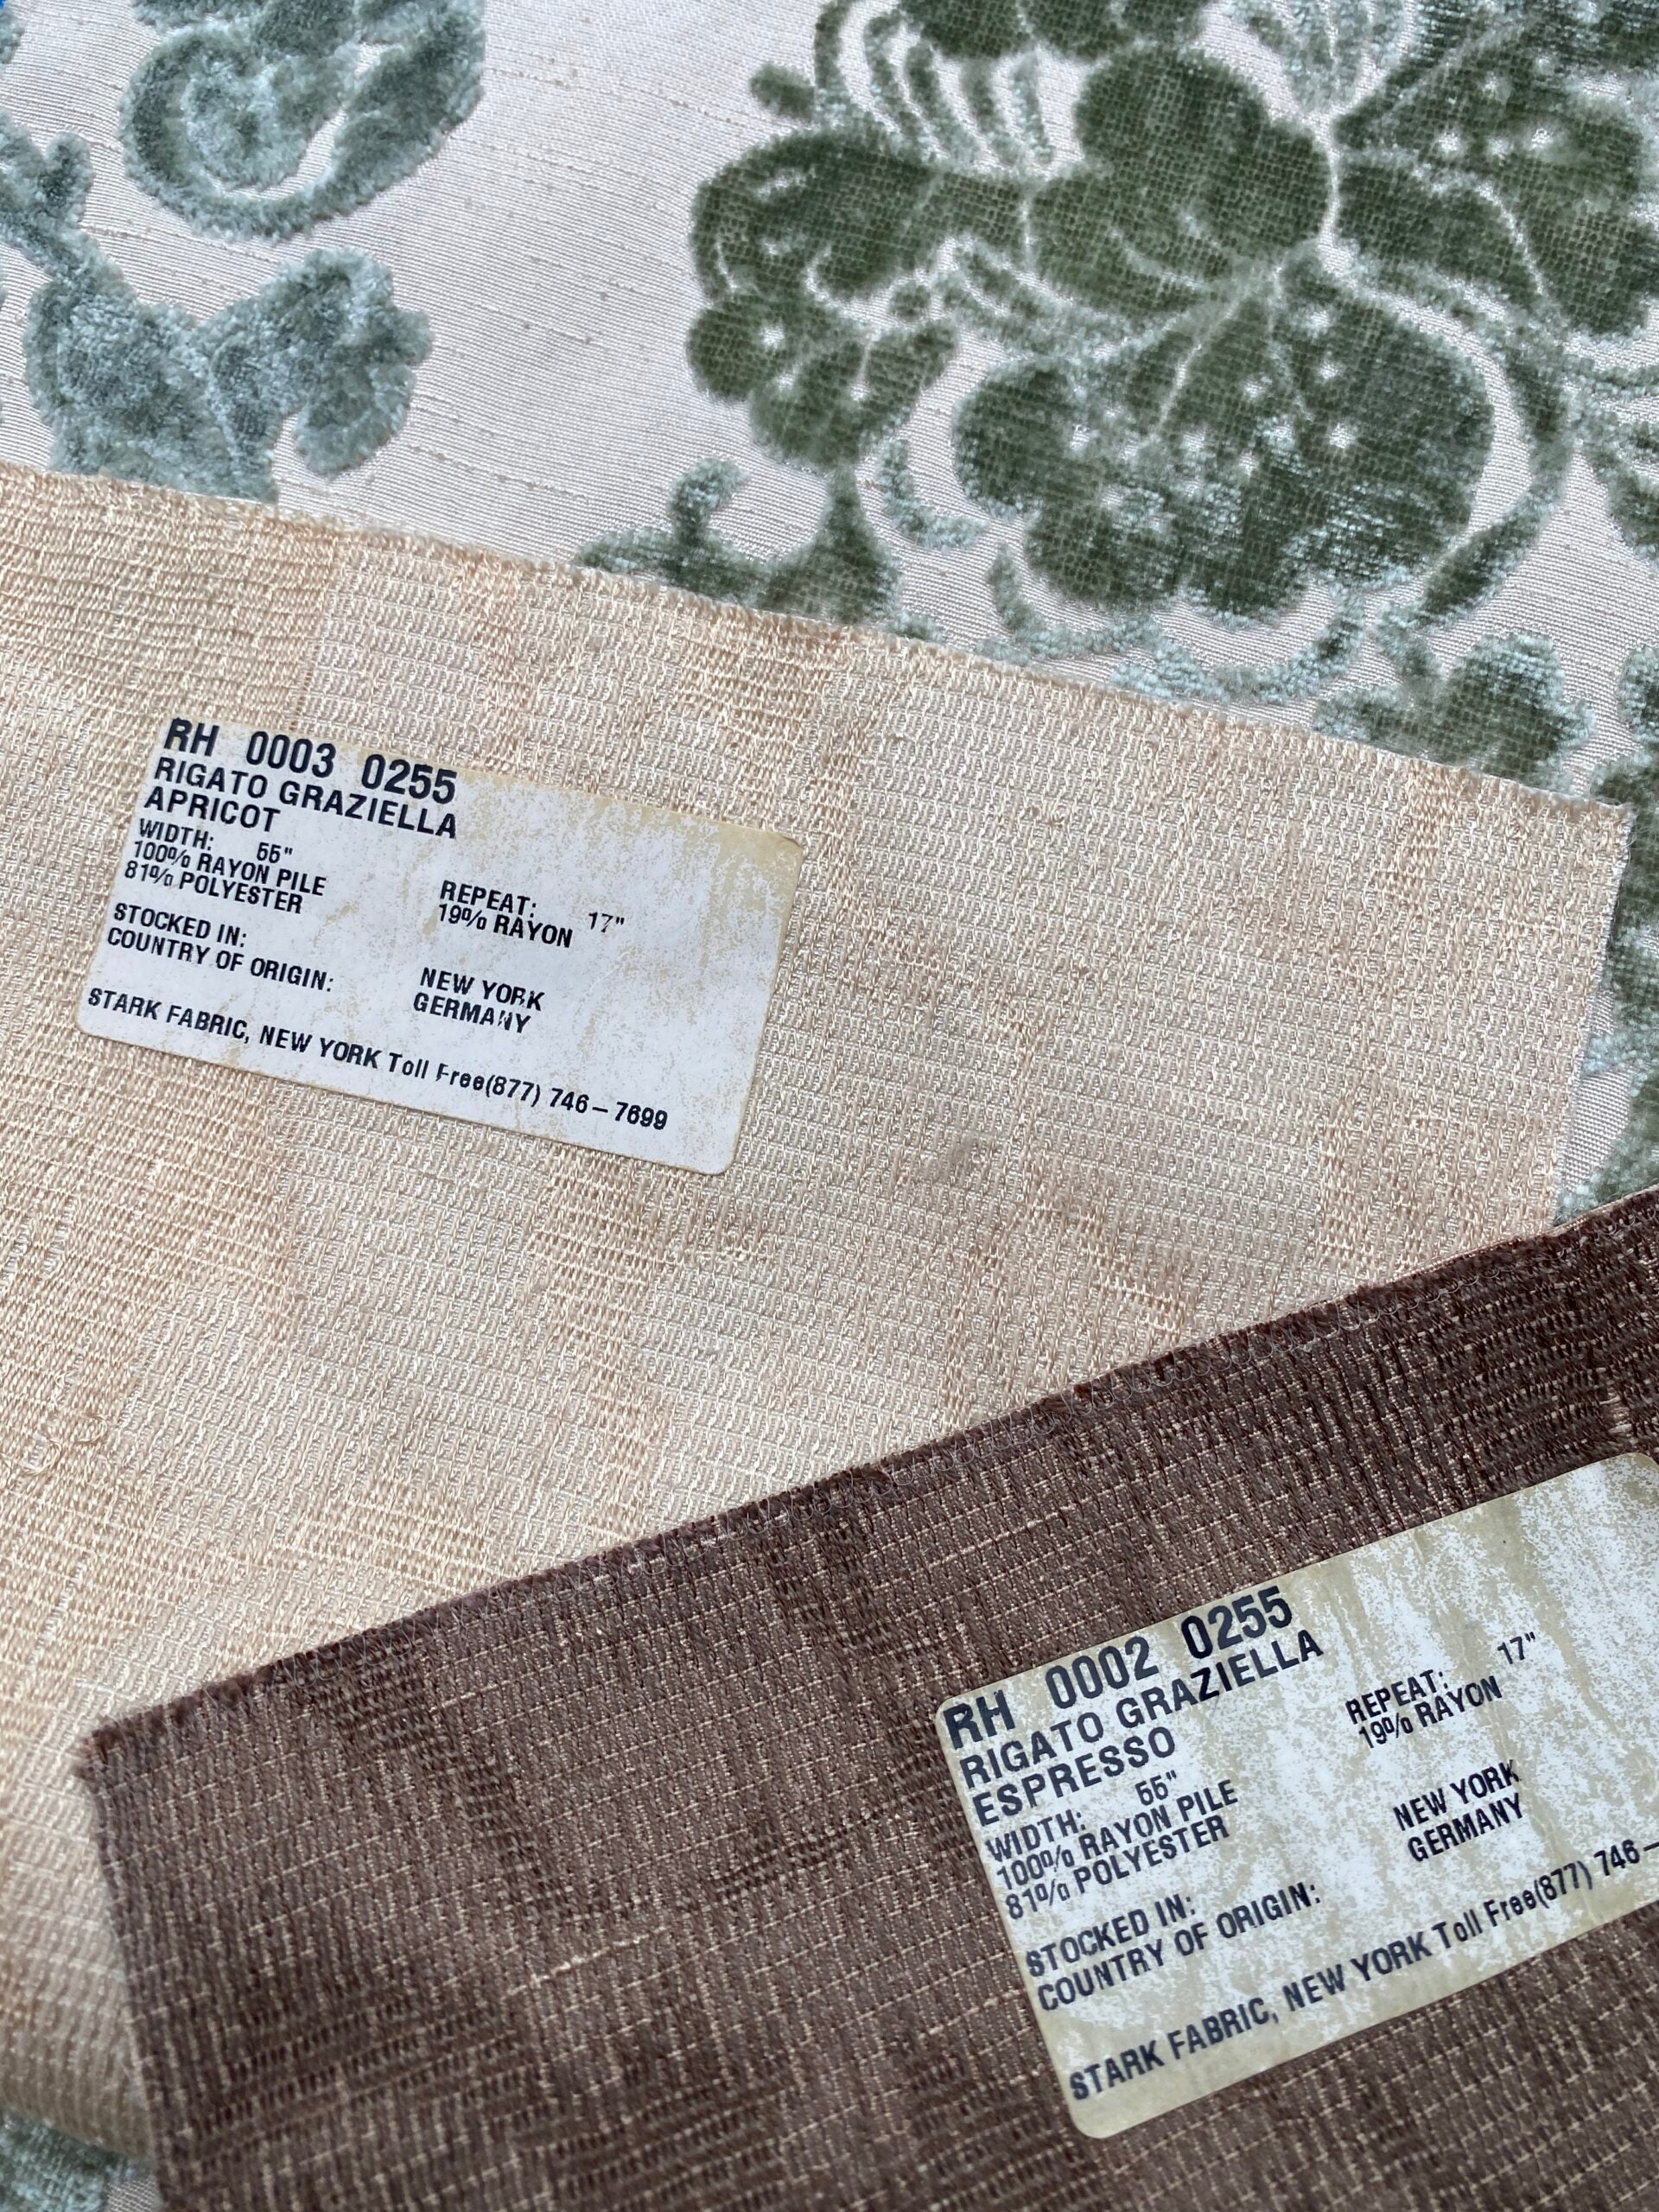 RH 0003 0255
RIGATO GRAZIELLA
APRICOT
WIDTH: 55"
100% RAYON PILE REPEAT: 17"
81% POLYESTER 19% RAYON
STOCKED IN: NEW YORK
COUNTRY OF ORIGIN: GERMANY
STARK FABRIC, NEW YORK Toll Free(877) 746-7699
RH 0002 0255
RIGATO GRAZIELLA
ESPRESSO
WIDTH: 55"
100% RAYON PILE REPEAT: 17"
81% POLYESTER 19% RAYON
STOCKED IN: NEW YORK
COUNTRY OF ORIGIN: GERMANY
STARK FABRIC, NEW YORK Toll Free(877) 746-